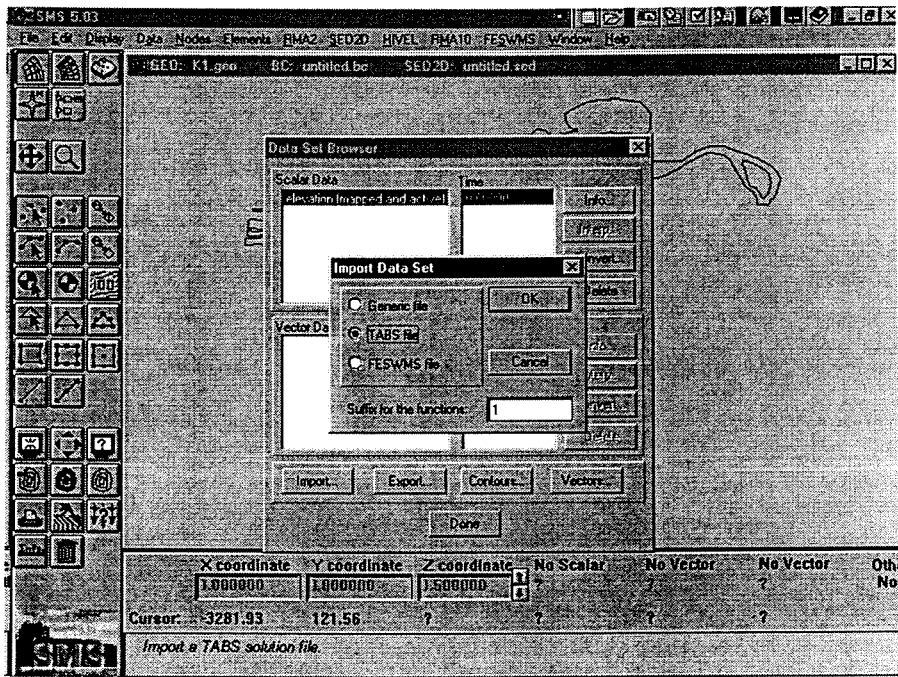 SMS 5.03
File Edit Display Data Nodes Elements RMA2 SED2D HIVEL RMA10 FESWMS Window Help
GEO: K1.geo BC: untitled.bc SED2D: untitled.sed
Data Set Browser
Scalar Data Time
elevation (mapped and active)
Info...
Delete
Import Data Set
Generic file OK
TABS file
FESWMS file Cancel
Suffix for the functions: 1
Vector Da
Import... Export... Contours... Vectors...
Done
X coordinate Y coordinate Z coordinate No Scalar No Vector No Vector Oth
1.000000 1.000000 1.500000 ? ? ? No
Cursor: -3281.93 121.56 ? ? ? ?
Import a TABS solution file.
SMS